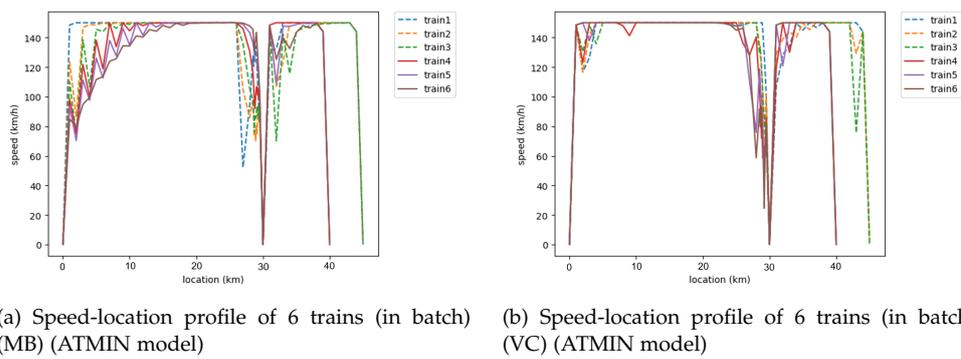 train1
train2
train3
train4
train5
train6
speed (km/h)
140
120
100
80
60
40
20
0
0 10 20 30 40
location (km)
train1
train2
train3
train4
train5
train6
speed (km/h)
140
120
100
80
60
40
20
0
0 10 20 30 40
location (km)
(a) Speed-location profile of 6 trains (in batch)
(MB) (ATMIN model)
(b) Speed-location profile of 6 trains (in batch
(VC) (ATMIN model)